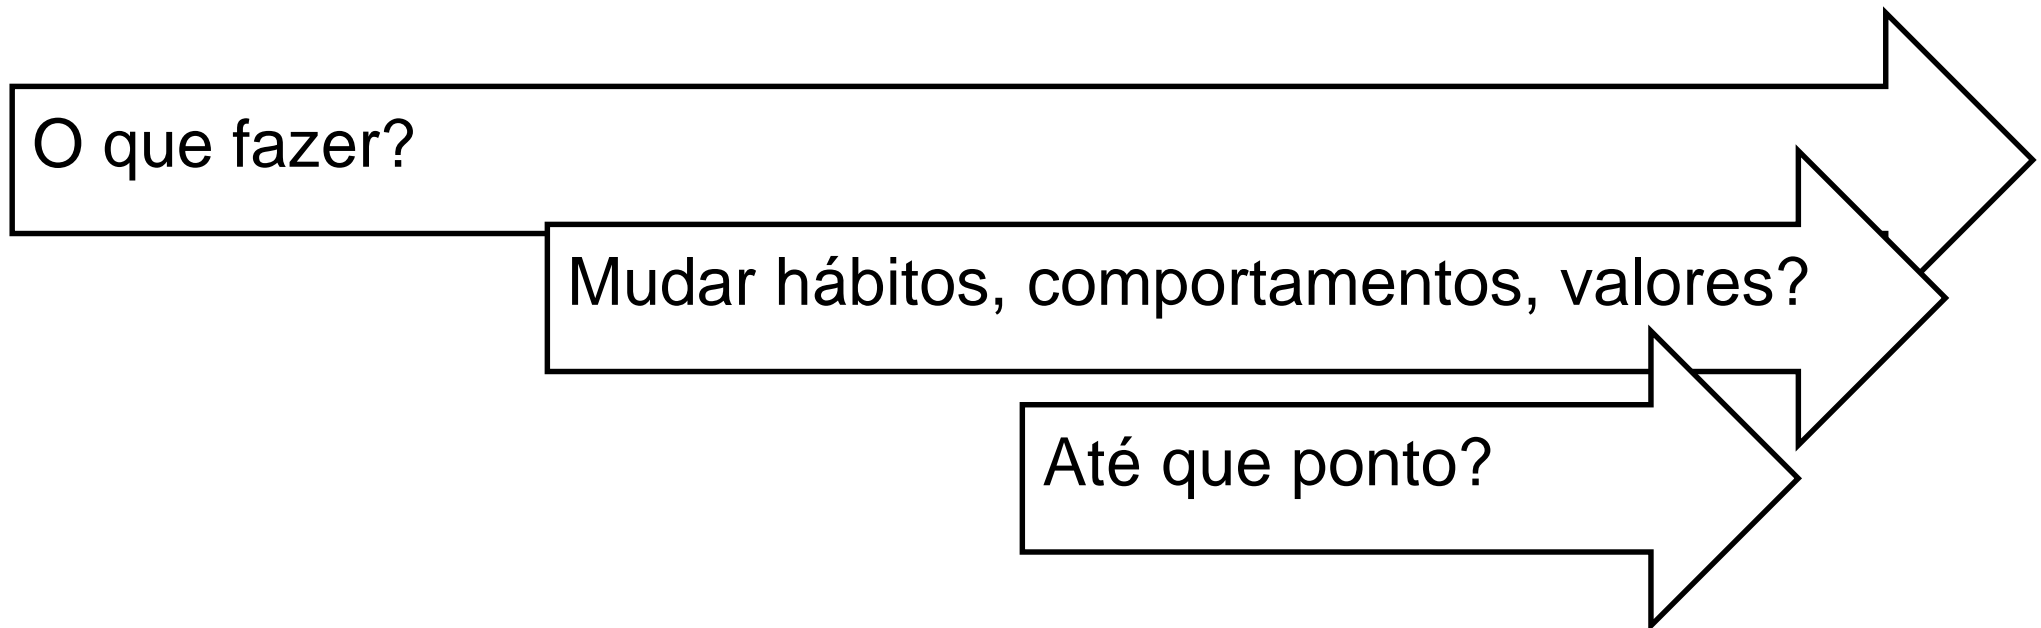 O que fazer?
Mudar hábitos, comportamentos, valores?
Até que ponto?